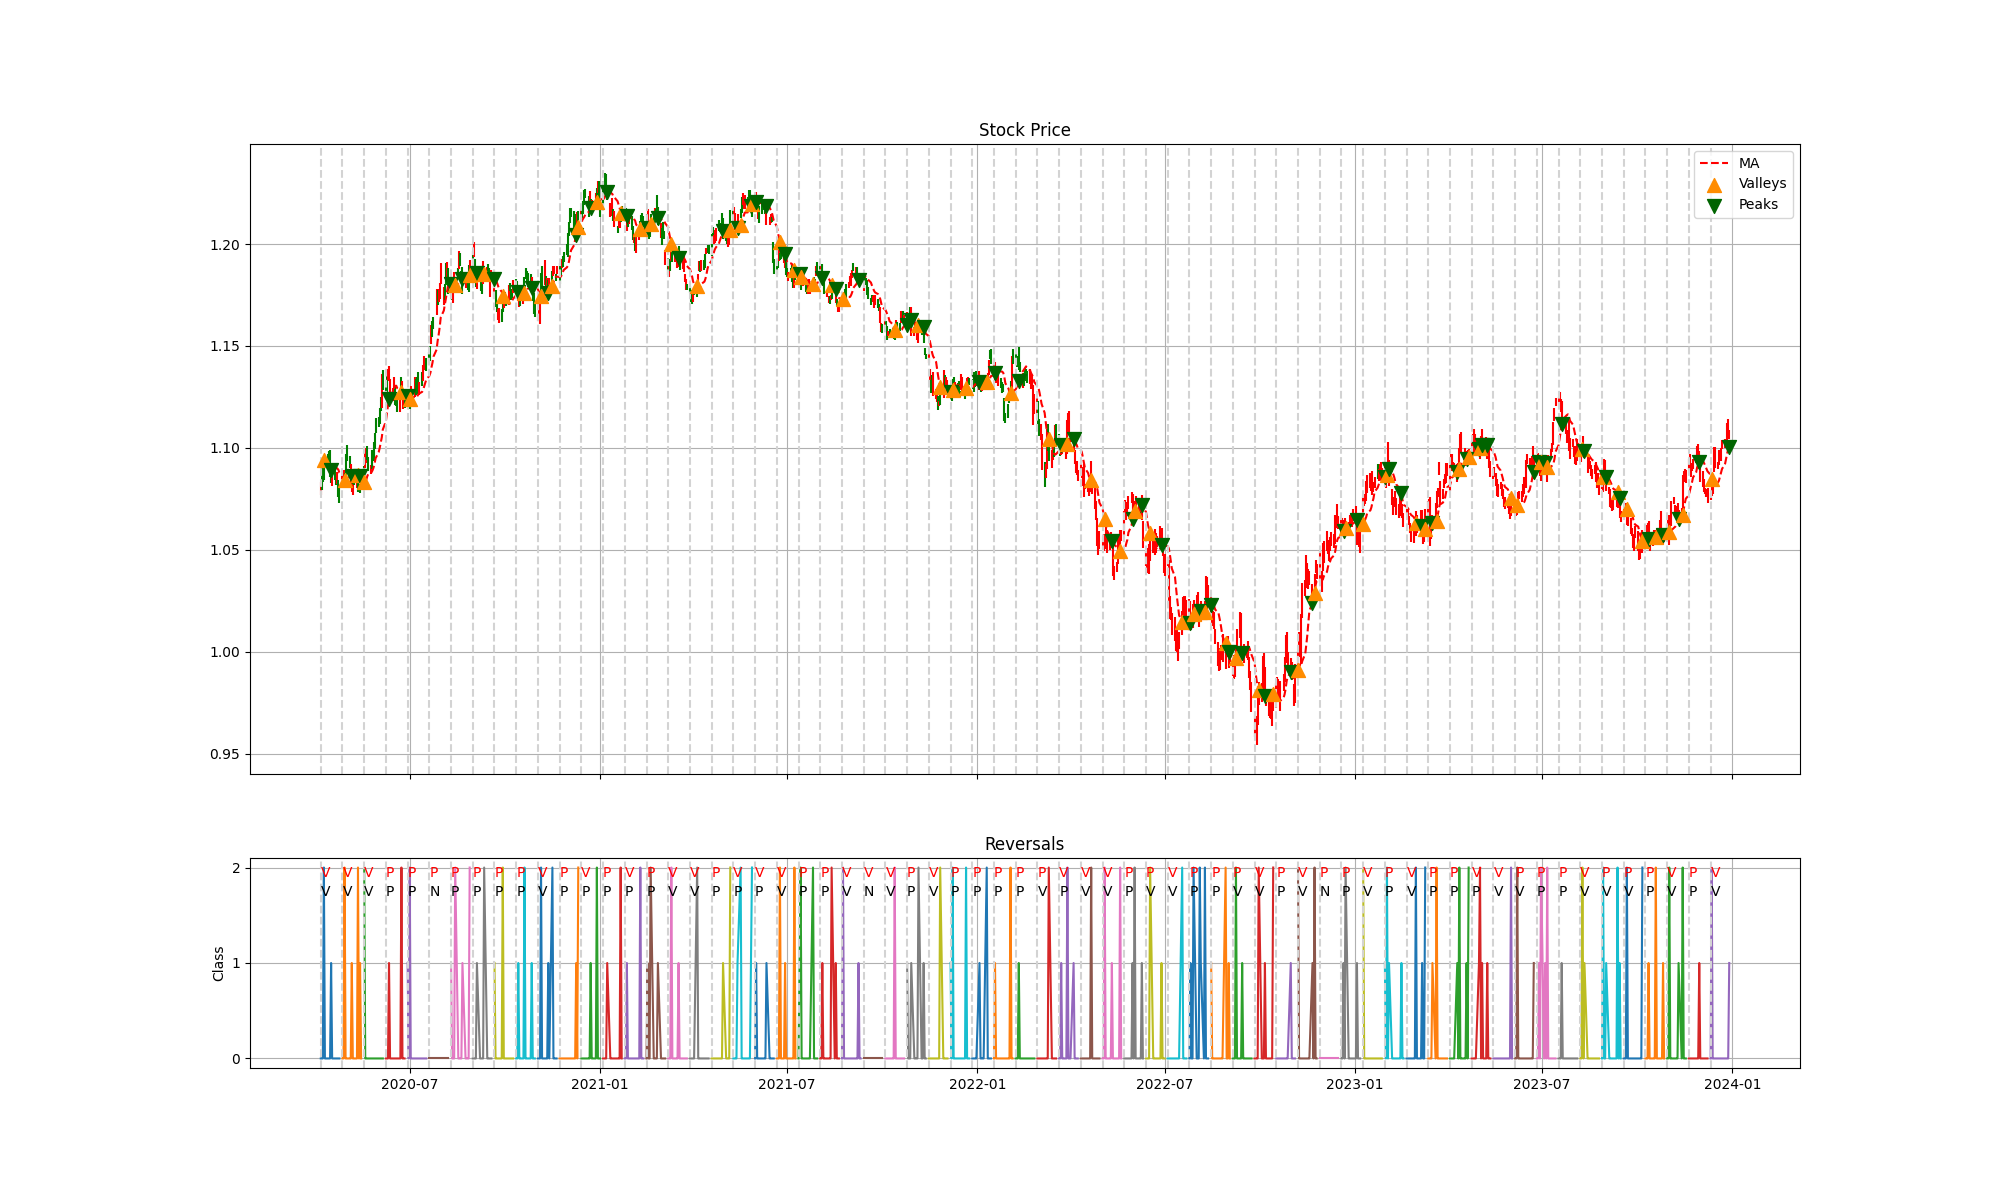 Stock Price
MA
Valleys
Peaks
1.20
1.15
1.10
1.05
1.00
0.95
Reversals
V V V P P P P P P P V P V P V P V V P V V V P P V V V P V P P P P P V V V P P V P P P V P V P P V P V P P V V P P P V P P P V P V
V V V P P N P P P P V P P P P P V V P P P V P P V N V P V P P P P V P V V P V V P P V V P V N P V P V P P P V V P P V V V P V P V
2
1
0
Class
2020-07 2021-01 2021-07 2022-01 2022-07 2023-01 2023-07 2024-01